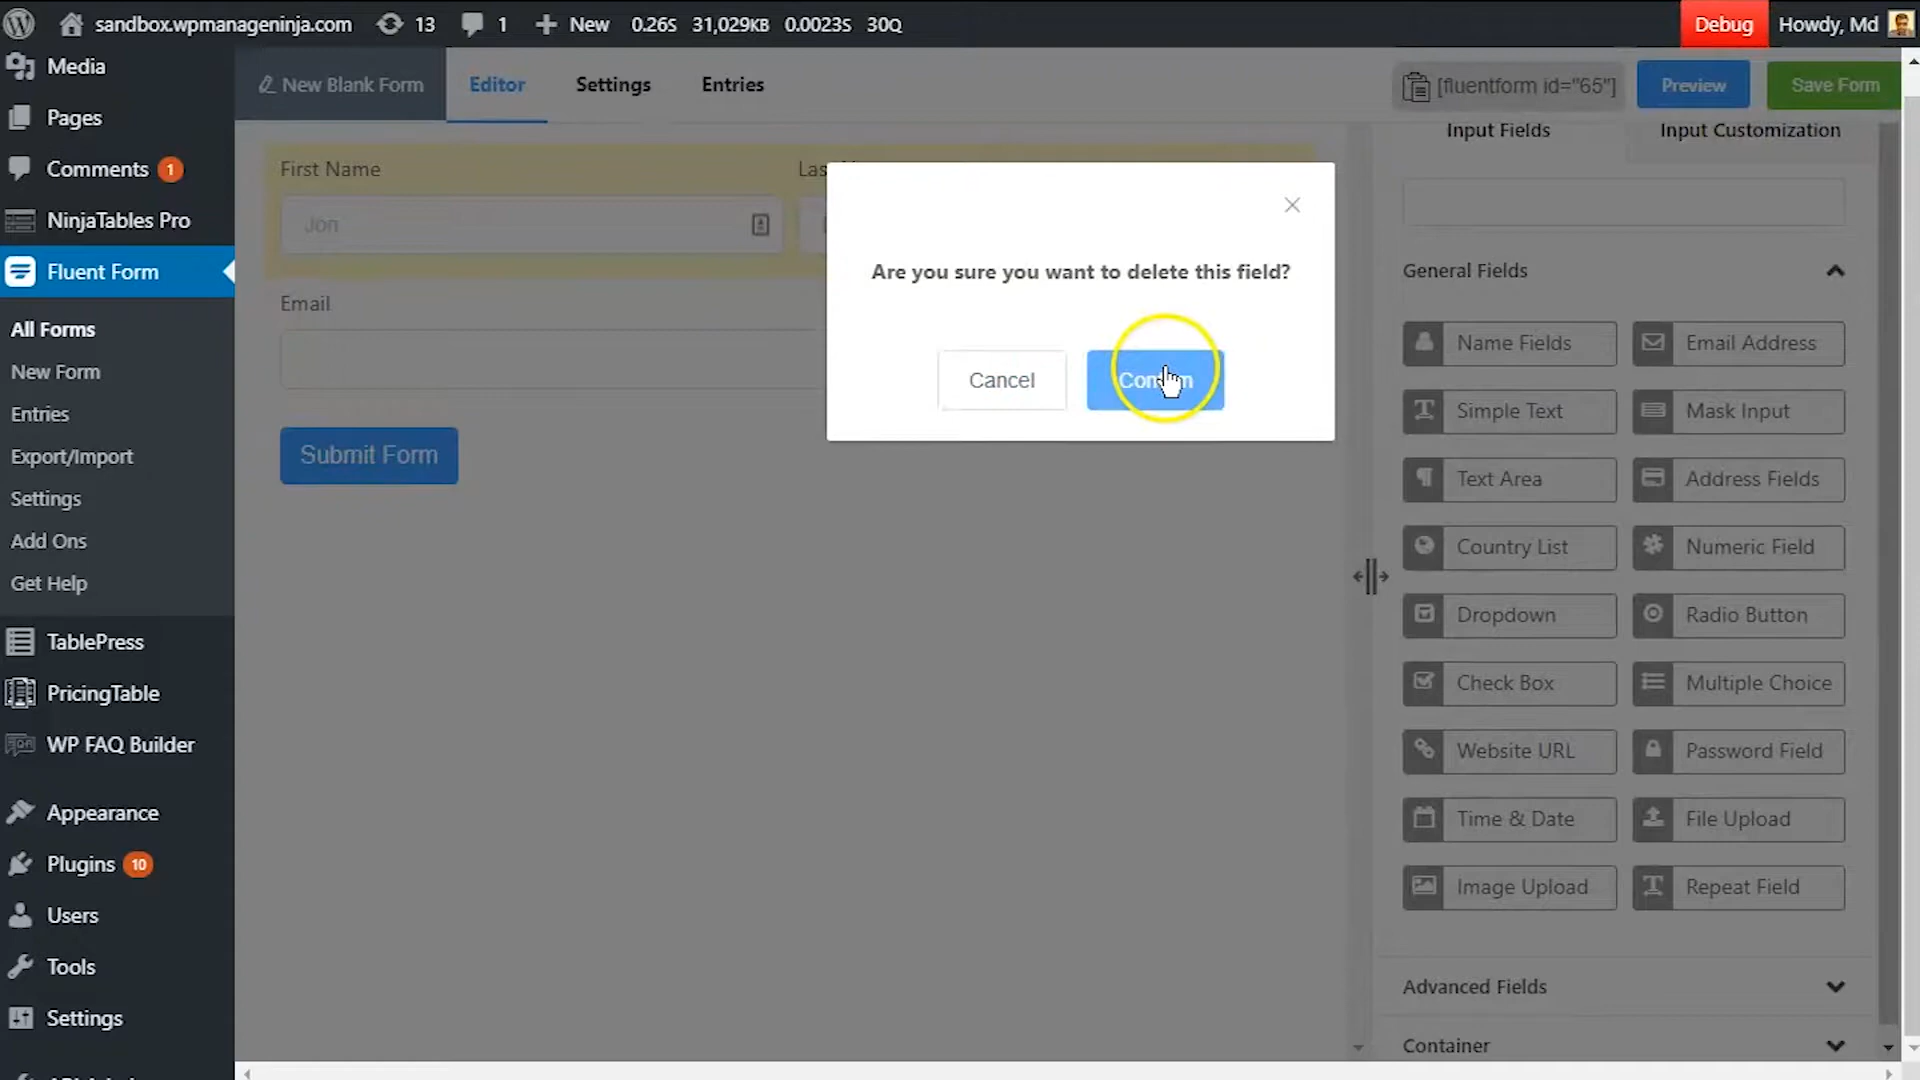 sandbox.wpmanageninja.com 13 1 New 0.26S 31,029KB 0.0023S 30Q Debug Howdy, Md
Media
Pages
Comments 1
NinjaTables Pro
Fluent Form
All Forms
New Form
Entries
Export/Import
Settings
Add Ons
Get Help
TablePress
PricingTable
WP FAQ Builder
Appearance
Plugins 10
Users
Tools
Settings
New Blank Form Editor Settings Entries [fluentform id="65"] Preview Save Form
First Name
Jon
Email
Submit Form
Are you sure you want to delete this field?
Cancel
Input Fields Input Customization
General Fields
Name Fields Email Address
Simple Text Mask Input
Text Area Address Fields
Country List Numeric Field
Dropdown Radio Button
Check Box Multiple Choice
Website URL Password Field
Time & Date File Upload
Image Upload Repeat Field
Advanced Fields
Container